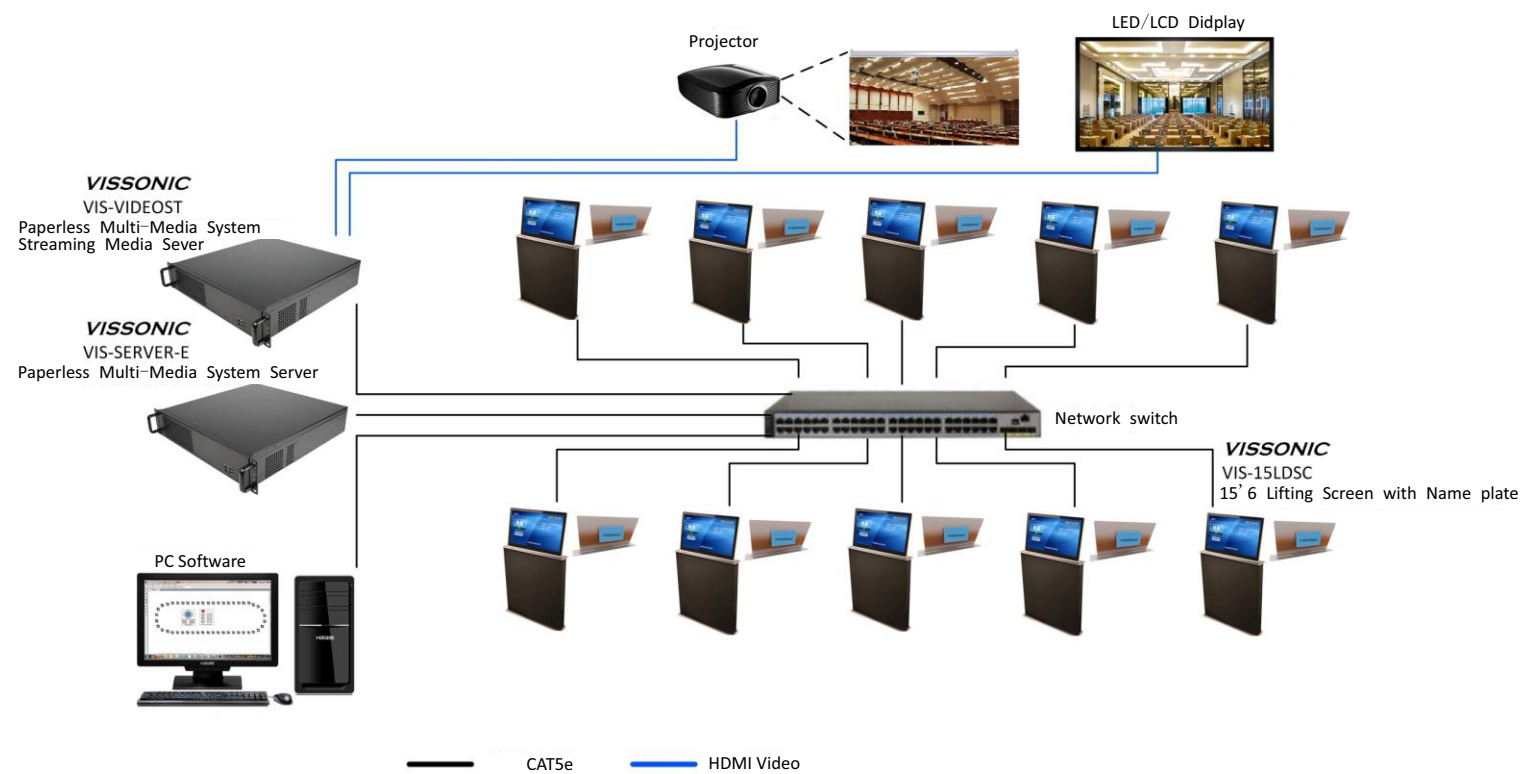 LED/LCD Didplay
Projector
VISSONIC
VIS-VIDEOST
Paperless Multi-Media System
Streaming Media Sever
VISSONIC
VIS-SERVER-E
Paperless Multi-Media System Server
Network switch
VISSONIC
VIS-15LDSC
15'6 Lifting Screen with Name plate
PC Software
CAT5e
HDMI Video